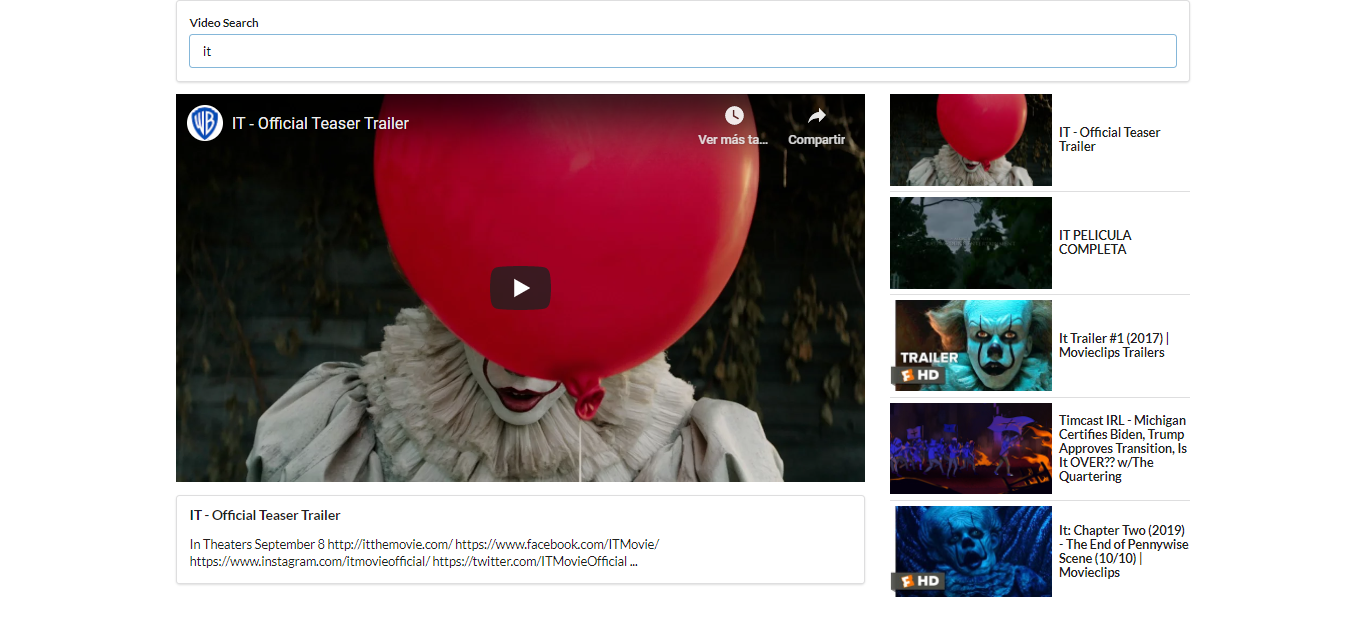 Video Search
it
WB
IT - Official Teaser Trailer
Ver más ta...
Compartir
IT - Official Teaser Trailer
In Theaters September 8 http://itthemovie.com/ https://www.facebook.com/ITMovie/
https://www.instagram.com/itmovieofficial/ https://twitter.com/ITMovieOfficial ...
IT - Official Teaser
Trailer
IT PELICULA
COMPLETA
TRAILER
HD
It Trailer #1 (2017) |
Movieclips Trailers
Timcast IRL - Michigan
Certifies Biden, Trump
Approves Transition, Is
It OVER?? w/The
Quartering
HD
It: Chapter Two (2019)
- The End of Pennywise
Scene (10/10) |
Movieclips